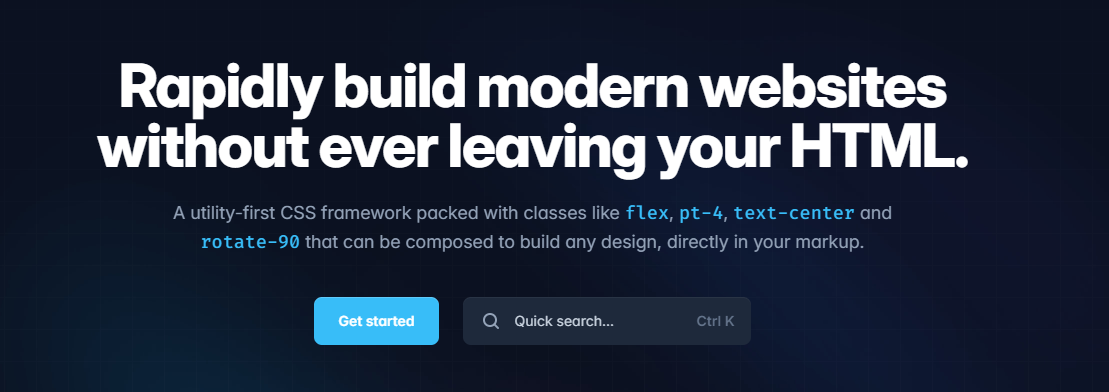 Rapidly build modern websites
without ever leaving your HTML.
A utility-first CSS framework packed with classes like flex, pt-4, text-center and
rotate-90 that can be composed to build any design, directly in your markup.
Get started
Quick search...
Ctrl K